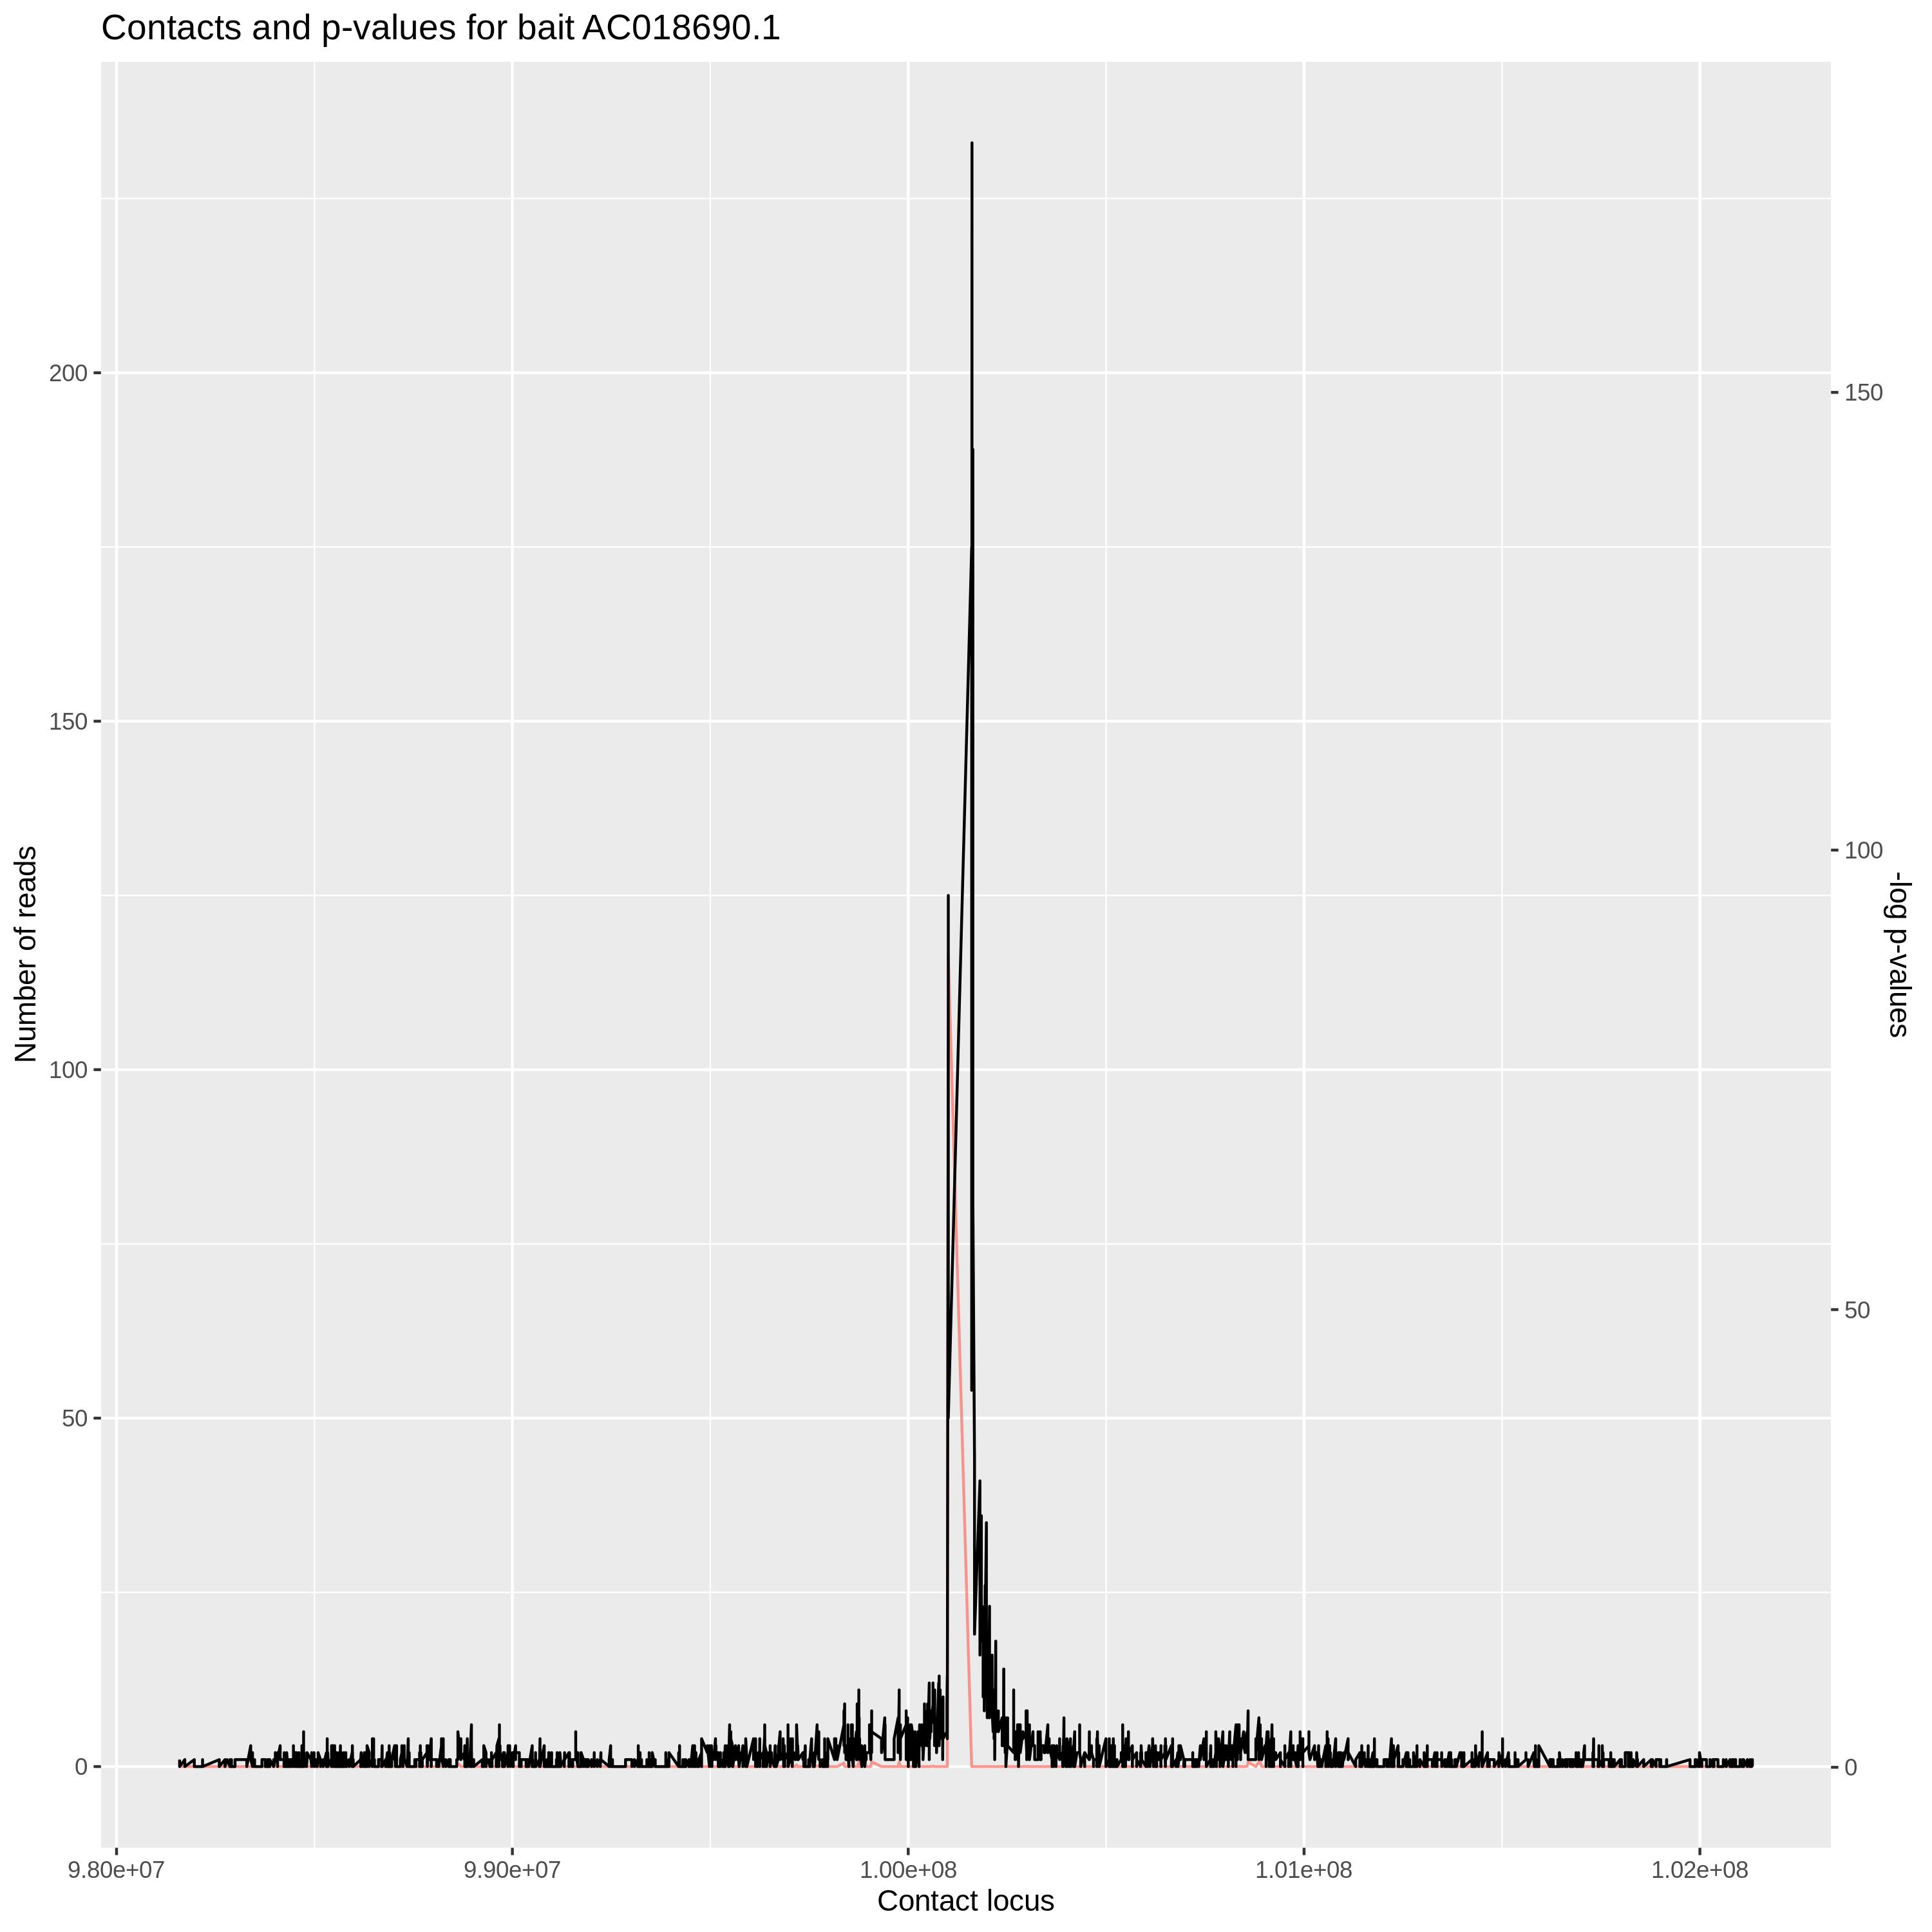 Contacts and p-values for bait AC018690.1
Number of reads
200
150
100
50
0
150
100
50
0
-log p-values
9.80e+07 9.90e+07 1.00e+08 1.01e+08 1.02e+08
Contact locus